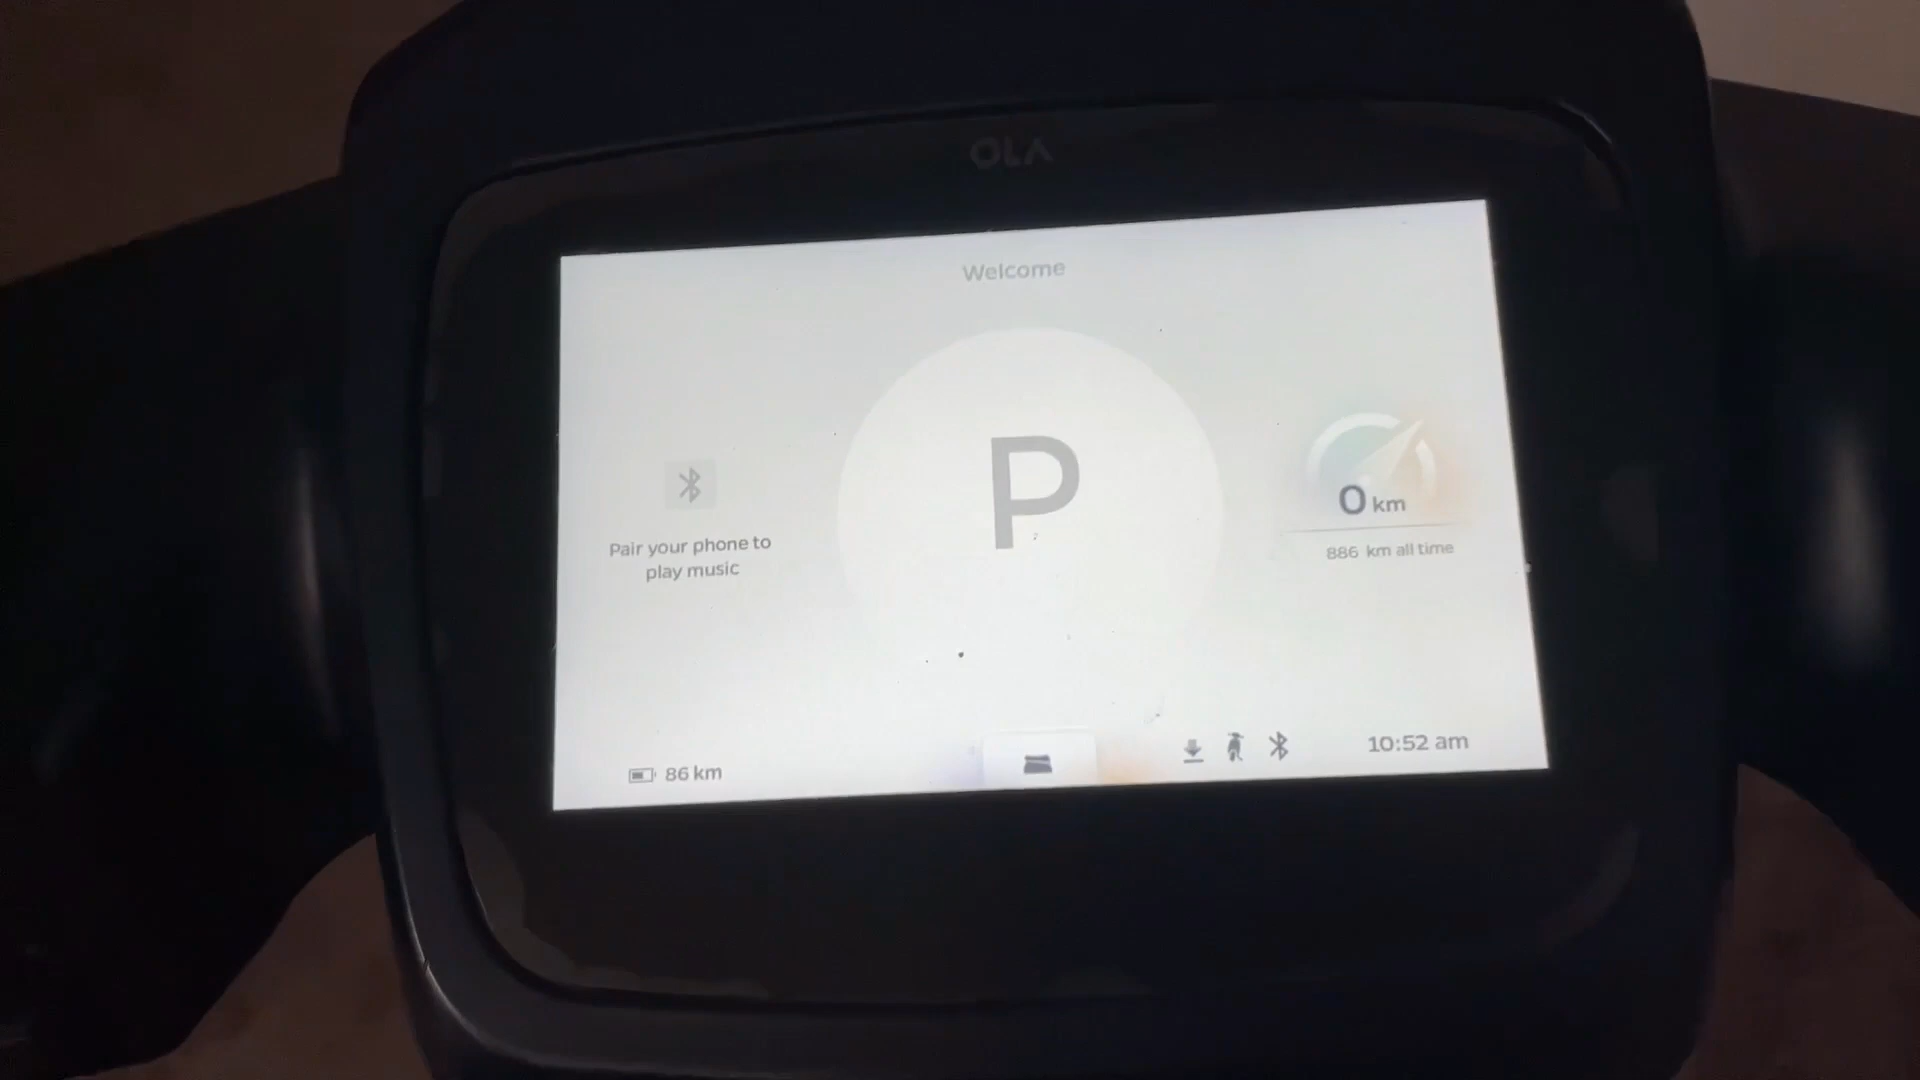 OLA
Welcome
P
Pair your phone to
play music
0 km
886 km all time
86 km
10:52 am